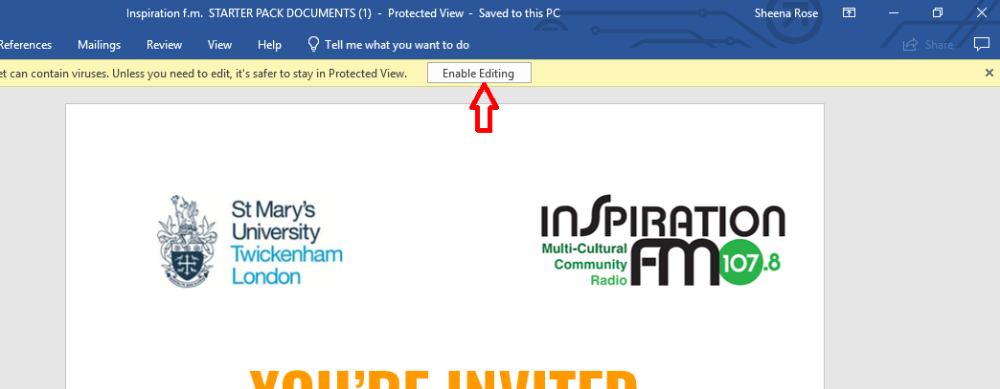 Inspiration f.m. STARTER PACK DOCUMENTS (1) - Protected View - Saved to this PC Sheena Rose
References Mailings Review View Help Tell me what you want to do Share
et can contain viruses. Unless you need to edit, it's safer to stay in Protected View. Enable Editing
St Mary's
University
Twickenham
London
INSPIRATION
Multi-Cultural
Community
Radio
FM 107.8
YOU'RE INVITED